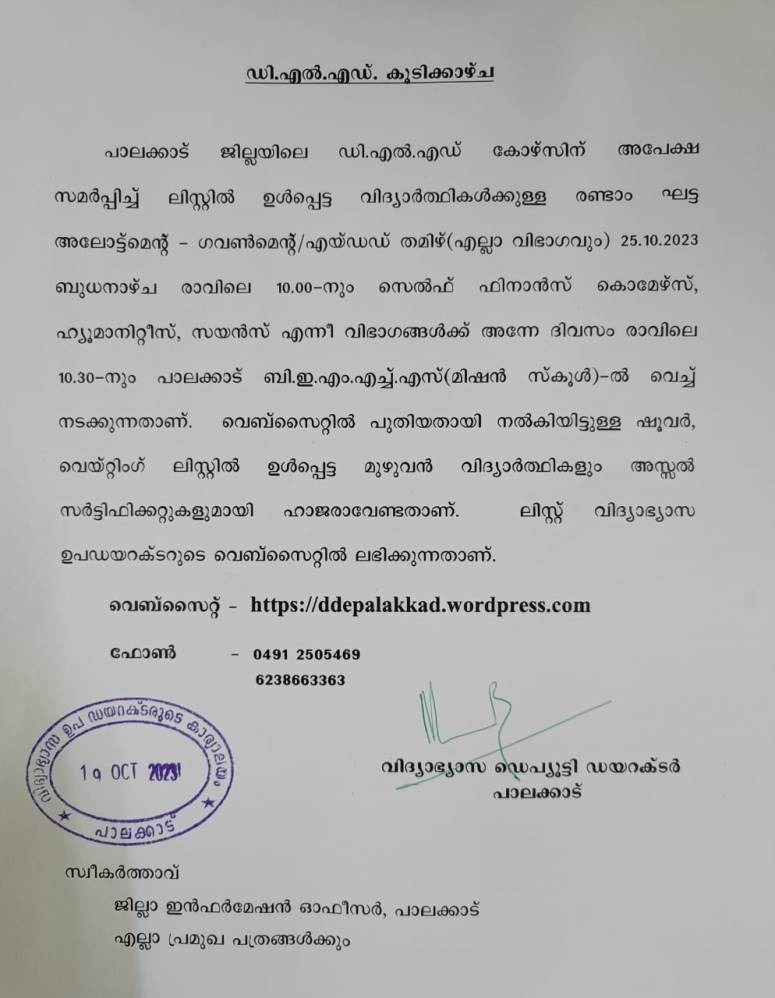 ഡി.എൽ.എഡ്. കൂടിക്കാഴ്ച
പാലക്കാട് ജില്ലയിലെ ഡി.എൽ.എഡ് കോഴ്സിന് അപേക്ഷ
സമർപ്പിച്ച് ലിസ്റ്റിൽ ഉൾപ്പെട്ട വിദ്യാർത്ഥികൾക്കുള്ള രണ്ടാം ഘട്ട
അലോട്ട്മെന്റ് – ഗവൺമെന്റ്/എയ്ഡഡ് തമിഴ്(എല്ലാ വിഭാഗവും) 25.10.2023
ബുധനാഴ്ച രാവിലെ 10.00-നും സെൽഫ് ഫിനാൻസ് കൊമേഴ്സ്,
ഹ്യൂമാനിറ്റീസ്, സയൻസ് എന്നീ വിഭാഗങ്ങൾക്ക് അന്നേ ദിവസം രാവിലെ
10.30-നും പാലക്കാട് ബി.ഇ.എം.എച്ച്.എസ്(മിഷൻ സ്കൂൾ)-ൽ വെച്ച്
നടക്കുന്നതാണ്. വെബ്സൈറ്റിൽ പുതിയതായി നൽകിയിട്ടുള്ള ഷൂവർ,
വെയ്റ്റിംഗ് ലിസ്റ്റിൽ ഉൾപ്പെട്ട മുഴുവൻ വിദ്യാർത്ഥികളും അസ്സൽ
സർട്ടിഫിക്കറ്റുകളുമായി ഹാജരാവേണ്ടതാണ്. ലിസ്റ്റ് വിദ്യാഭ്യാസ
ഉപഡയറക്ടറുടെ വെബ്സൈറ്റിൽ ലഭിക്കുന്നതാണ്.
വെബ്സൈറ്റ് – https://ddepalakkad.wordpress.com
ഫോൺ – 0491 2505469
6238663363
വിദ്യാഭ്യാസ ഉപ ഡയറക്ടരുടെ കാര്യാലയം
19 OCT 2023
പാലക്കാട്
വിദ്യാഭ്യാസ ഡെപ്യൂട്ടി ഡയറക്ടർ
പാലക്കാട്
സ്വീകർത്താവ്
ജില്ലാ ഇൻഫർമേഷൻ ഓഫീസർ, പാലക്കാട്
എല്ലാ പ്രമുഖ പത്രങ്ങൾക്കും